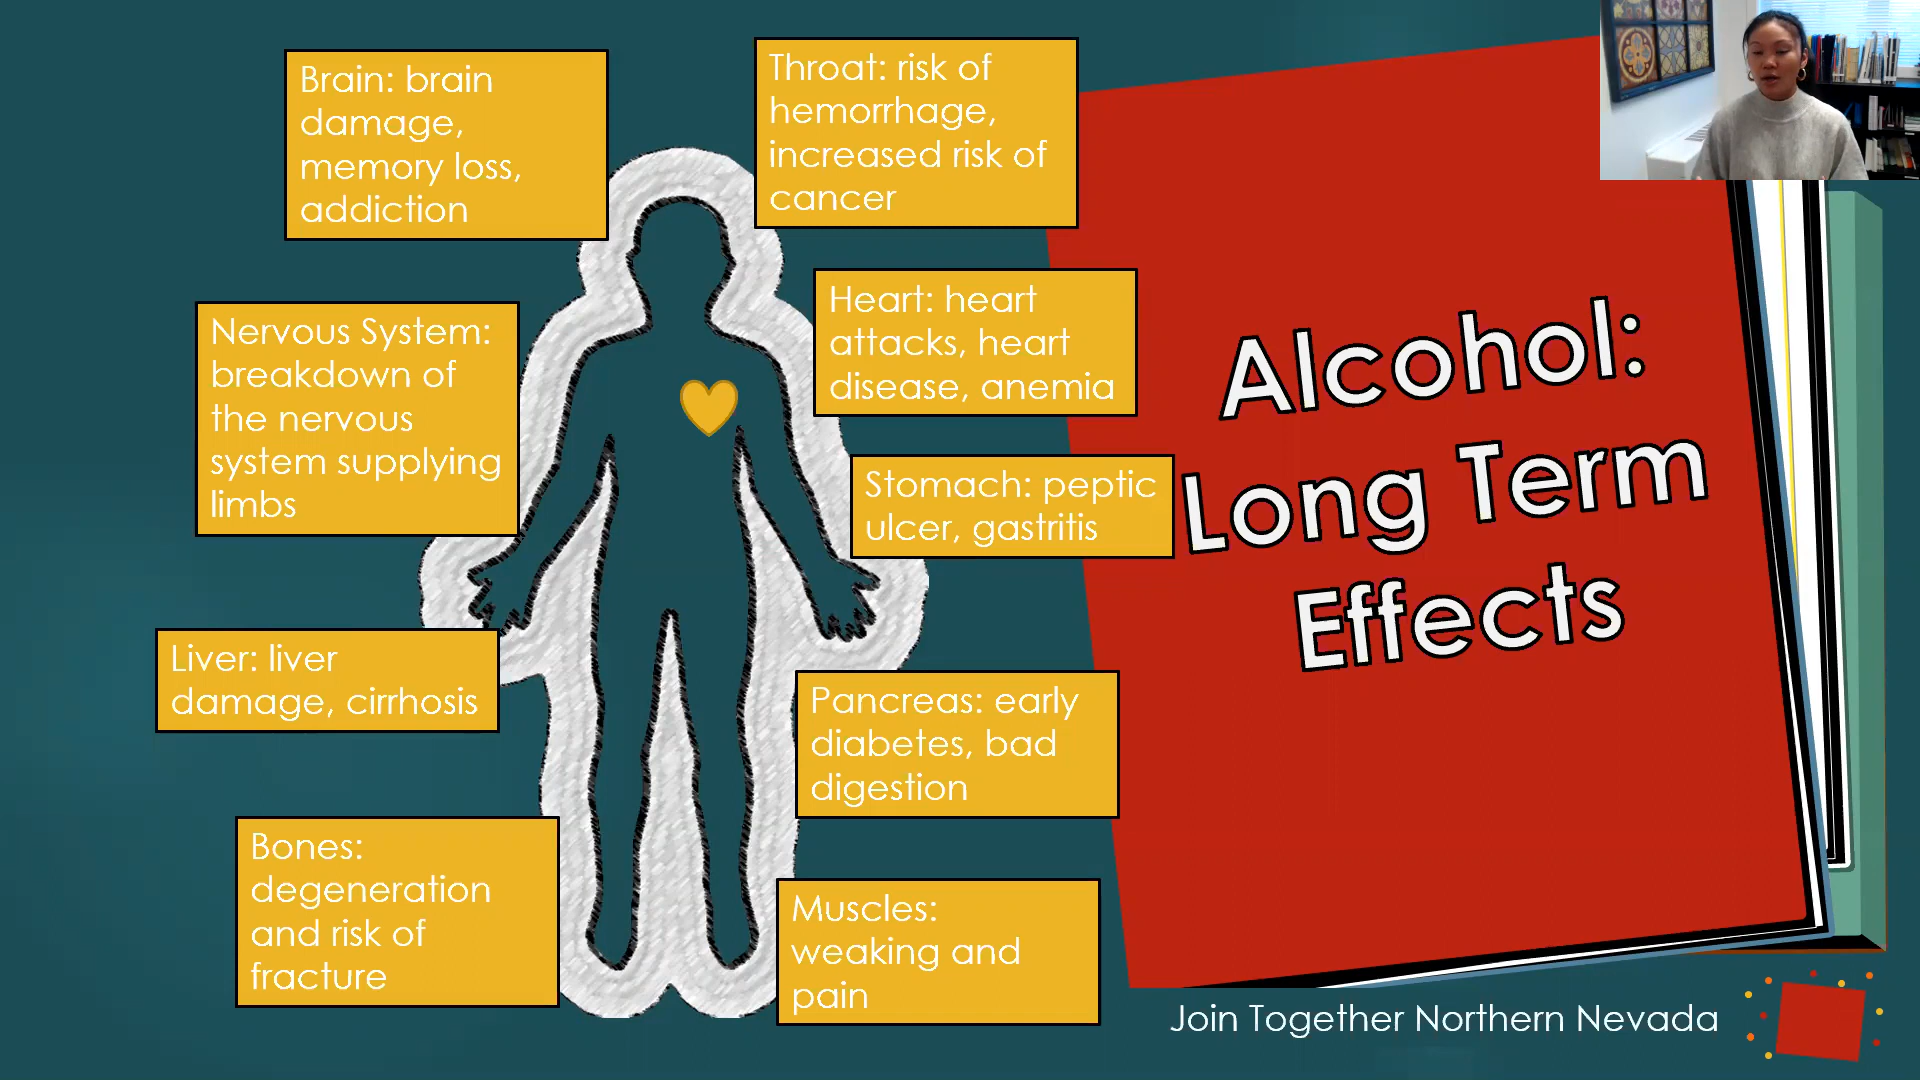 Brain: brain
damage,
memory loss,
addiction
Throat: risk of
hemorrhage,
increased risk of
cancer
Nervous System:
breakdown of
the nervous
system supplying
limbs
Heart: heart
attacks, heart
disease, anemia
Stomach: peptic
ulcer, gastritis
Liver: liver
damage, cirrhosis
Pancreas: early
diabetes, bad
digestion
Bones:
degeneration
and risk of
fracture
Muscles:
weaking and
pain
Alcohol:
Long Term
Effects
Join Together Northern Nevada